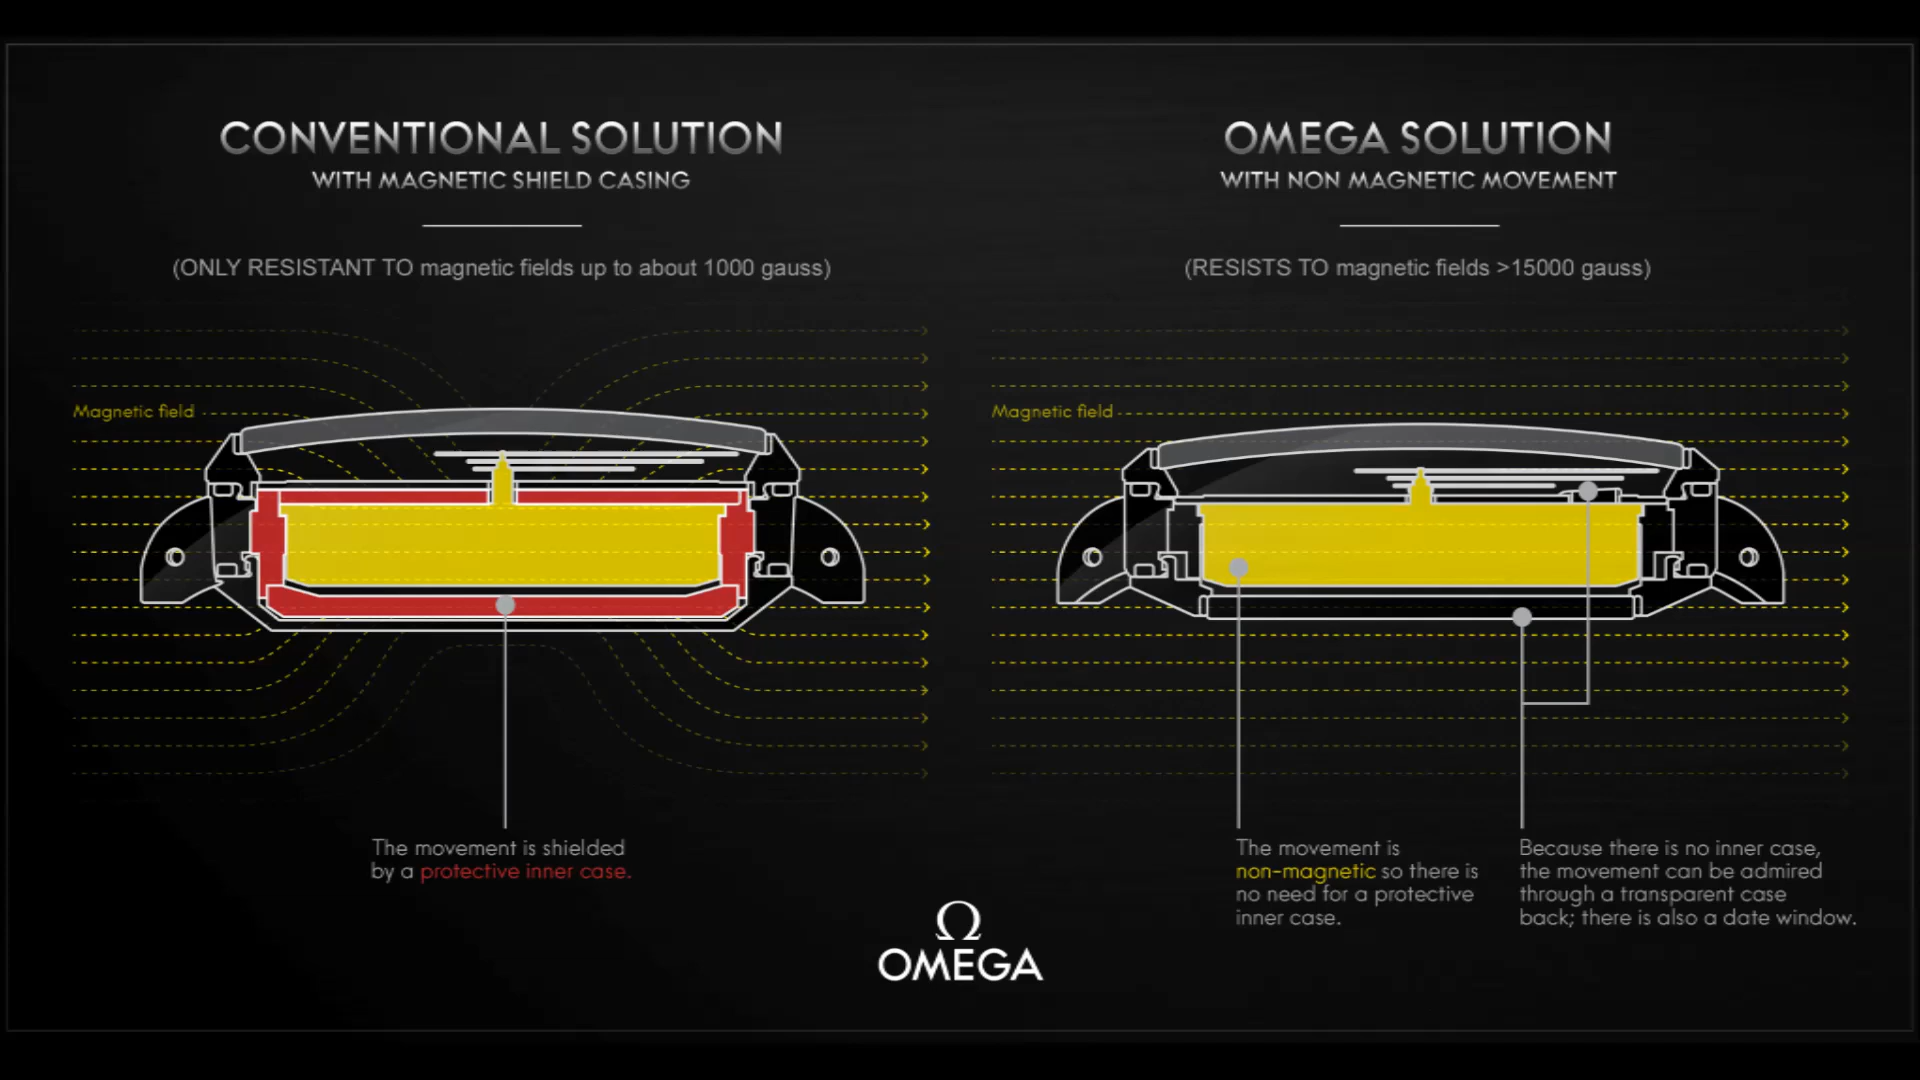 CONVENTIONAL SOLUTION
WITH MAGNETIC SHIELD CASING
(ONLY RESISTANT TO magnetic fields up to about 1000 gauss)
Magnetic field
The movement is shielded
by a protective inner case.
OMEGA SOLUTION
WITH NON MAGNETIC MOVEMENT
(RESISTS TO magnetic fields >15000 gauss)
Magnetic field
The movement is
non-magnetic so there is
no need for a protective
inner case.
Because there is no inner case,
the movement can be admired
through a transparent case
back; there is also a date window.
Ω
OMEGA